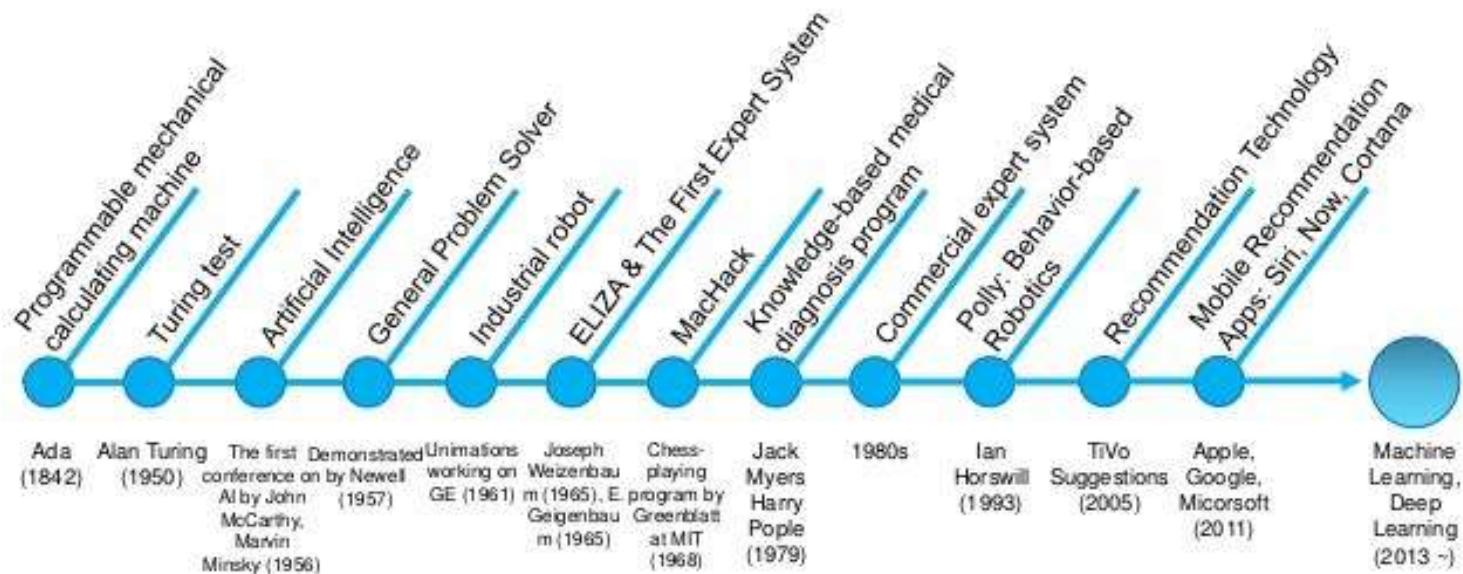 Programmable mechanical
calculating machine
Turing test
Artificial Intelligence
General Problem Solver
Industrial robot
ELIZA & The First Expert System
MacHack
Knowledge-based medical
diagnosis program
Commercial expert system
Polly: Behavior-based
Robotics
Recommendation Technology
Mobile Recommendation
Apps: Siri, Now, Cortana
Ada
(1842)
Alan Turing
(1950)
The first
conference on
AI by John
McCarthy,
Marvin
Minsky (1956)
Demonstrated
by Newell
(1957)
Unimations
working on
GE (1961)
Joseph
Weizenbau
m (1965), E.
Geigenbau
m (1965)
Chess-
playing
program by
Greenblatt
at MIT
(1968)
Jack
Myers
Harry
Pople
(1979)
1980s
Ian
Horswill
(1993)
TiVo
Suggestions
(2005)
Apple,
Google,
Micorsoft
(2011)
Machine
Learning,
Deep
Learning
(2013 ~)